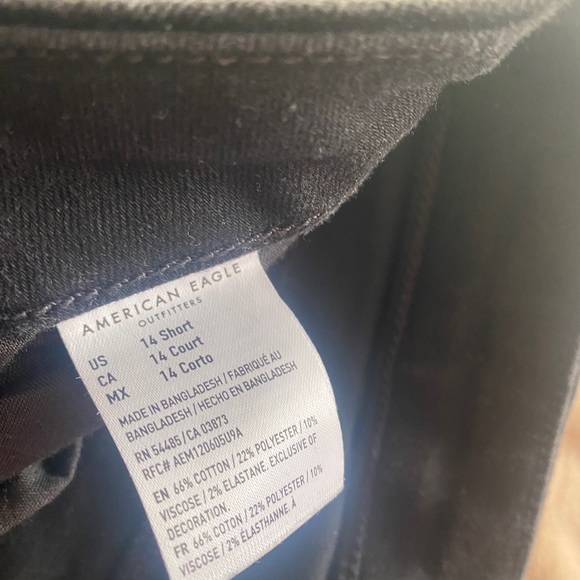 AMERICAN EAGLE
OUTFITTERS
US 14 Short
CA 14 Court
MX 14 Corto
MADE IN BANGLADESH / FABRIQUÉ AU
BANGLADESH / HECHO EN BANGLADESH
RN 54485 / CA 03873
RFC# AEM120605U9A
EN 66% COTTON / 22% POLYESTER / 10%
VISCOSE / 2% ELASTANE. EXCLUSIVE OF
DECORATION.
FR 66% COTON / 22% POLYESTER / 10%
VISCOSE / 2% ÉLASTHANNE. À